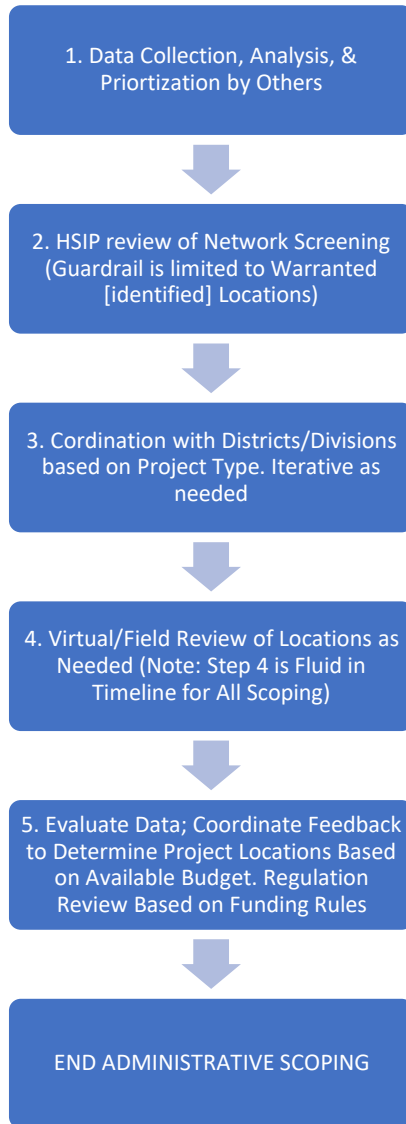 1. Data Collection, Analysis, &
Priortization by Others
2. HSIP review of Network Screening
(Guardrail is limited to Warranted
[identified] Locations)
3. Cordination with Districts/Divisions
based on Project Type. Iterative as
needed
4. Virtual/Field Review of Locations as
Needed (Note: Step 4 is Fluid in
Timeline for All Scoping)
5. Evaluate Data; Coordinate Feedback
to Determine Project Locations Based
on Available Budget. Regulation
Review Based on Funding Rules
END ADMINISTRATIVE SCOPING